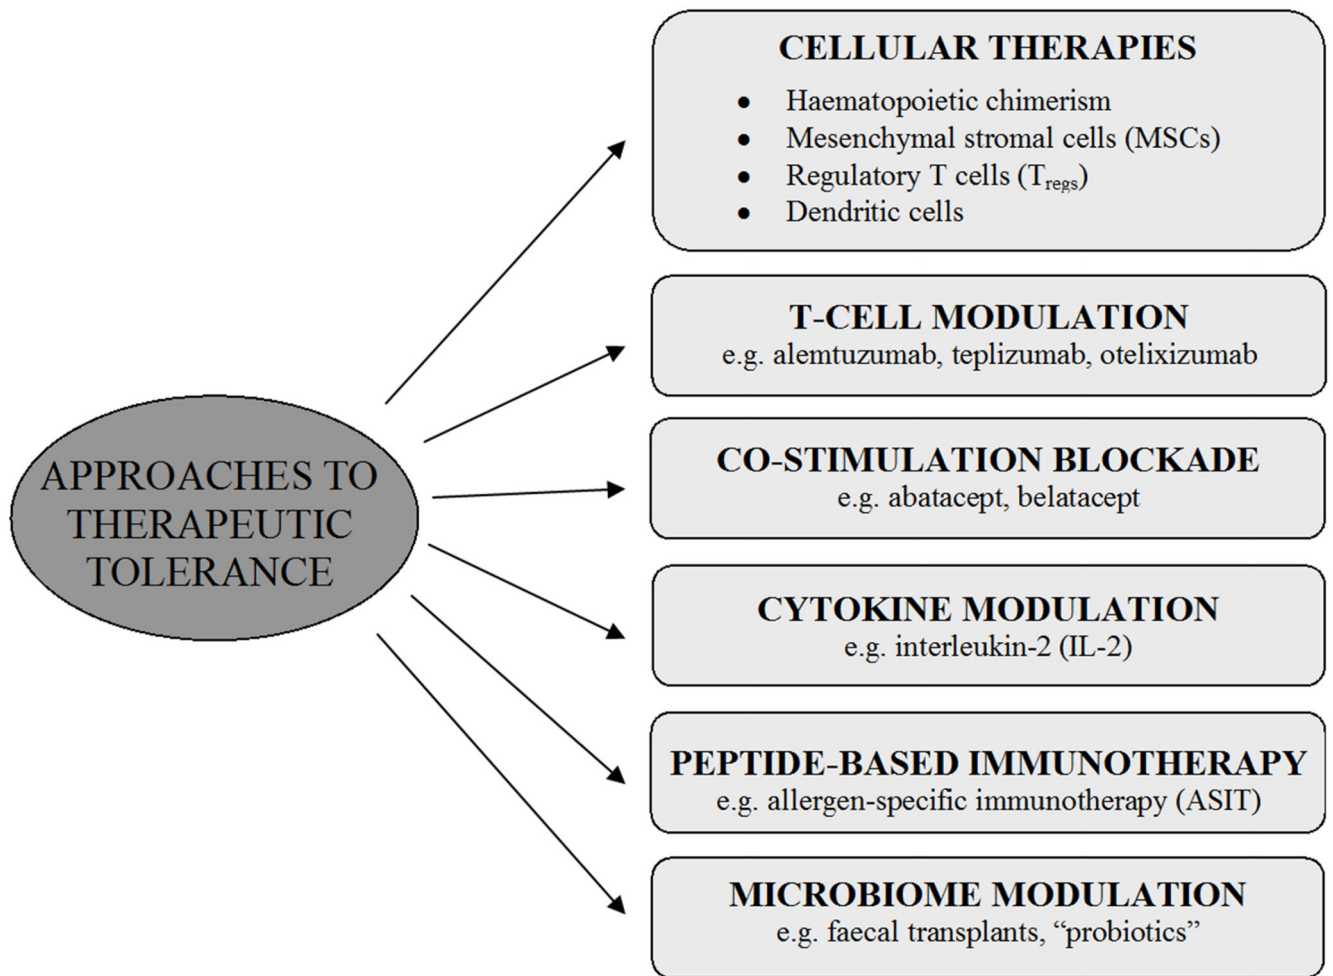 CELLULAR THERAPIES
• Haematopoietic chimerism
• Mesenchymal stromal cells (MSCs)
• Regulatory T cells (Tregs)
• Dendritic cells
T-CELL MODULATION
e.g. alemtuzumab, teplizumab, otelixizumab
CO-STIMULATION BLOCKADE
e.g. abatacept, belatacept
APPROACHES TO
THERAPEUTIC
TOLERANCE
CYTOKINE MODULATION
e.g. interleukin-2 (IL-2)
PEPTIDE-BASED IMMUNOTHERAPY
e.g. allergen-specific immunotherapy (ASIT)
MICROBIOME MODULATION
e.g. faecal transplants, “probiotics”